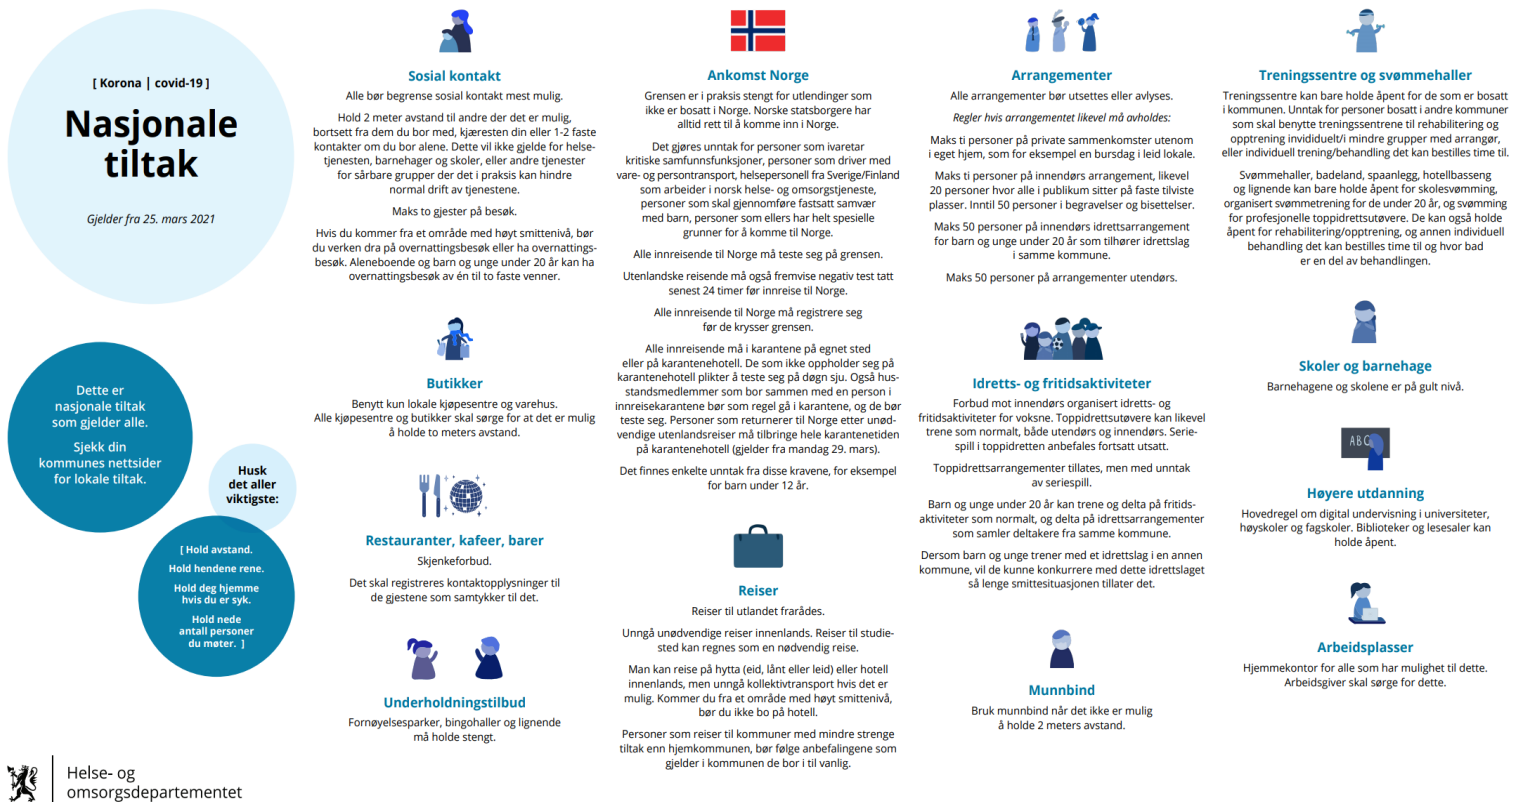 [ Korona | covid-19 ]
Nasjonale
tiltak
Gjelder fra 25. mars 2021
Dette er
nasjonale tiltak
som gjelder alle.
Sjekk din
kommunes nettsider
for lokale tiltak.
Husk
det aller
viktigste:
[ Hold avstand.
Hold hendene rene.
Hold deg hjemme
hvis du er syk.
Hold nede
antall personer
du møter. ]
Helse- og
omsorgsdepartementet
Sosial kontakt
Alle bør begrense sosial kontakt mest mulig.
Hold 2 meter avstand til andre der det er mulig,
bortsett fra dem du bor med, kjæresten din eller 1-2 faste
kontakter om du bor alene. Dette vil ikke gjelde for helse-
tjenesten, barnehager og skoler, eller andre tjenester
for sårbare grupper der det i praksis kan hindre
normal drift av tjenestene.
Maks to gjester på besøk.
Hvis du kommer fra et område med høyt smittenivå, bør
du verken dra på overnattingsbesøk eller ha overnattings-
besøk. Aleneboende og barn og unge under 20 år kan ha
overnattingsbesøk av én til to faste venner.
Butikker
Benytt kun lokale kjøpesentre og varehus.
Alle kjøpesentre og butikker skal sørge for at det er mulig
å holde to meters avstand.
Restauranter, kafeer, barer
Skjenkeforbud.
Det skal registreres kontaktopplysninger til
de gjestene som samtykker til det.
Underholdningstilbud
Fornøyelsesparker, bingohaller og lignende
må holde stengt.
Ankomst Norge
Grensen er i praksis stengt for utlendinger som
ikke er bosatt i Norge. Norske statsborgere har
alltid rett til å komme inn i Norge.
Det gjøres unntak for personer som ivaretar
kritiske samfunnsfunksjoner, personer som driver med
vare- og persontransport, helsepersonell fra Sverige/Finland
som arbeider i norsk helse- og omsorgstjeneste,
personer som skal gjennomføre fastsatt samvær
med barn, personer som ellers har helt spesielle
grunner for å komme til Norge.
Alle innreisende til Norge må teste seg på grensen.
Utenlandske reisende må også fremvise negativ test tatt
senest 24 timer før innreise til Norge.
Alle innreisende til Norge må registrere seg
før de krysser grensen.
Alle innreisende må i karantene på egnet sted
eller på karantenehotell. De som ikke oppholder seg på
karantenehotell plikter å teste seg på døgn sju. Også hus-
standsmedlemmer som bor sammen med en person i
innreisekarantene bør som regel gå i karantene, og de bør
teste seg. Personer som returnerer til Norge etter unød-
vendige utenlandsreiser må tilbringe hele karantenetiden
på karantenehotell (gjelder fra mandag 29. mars).
Det finnes enkelte unntak fra disse kravene, for eksempel
for barn under 12 år.
Reiser
Reiser til utlandet frarådes.
Unngå unødvendige reiser innenlands. Reiser til studie-
sted kan regnes som en nødvendig reise.
Man kan reise på hytta (eid, lånt eller leid) eller hotell
innenlands, men unngå kollektivtransport hvis det er
mulig. Kommer du fra et område med høyt smittenivå,
bør du ikke bo på hotell.
Personer som reiser til kommuner med mindre strenge
tiltak enn hjemkommunen, bør følge anbefalingene som
gjelder i kommunen de bor i til vanlig.
Arrangementer
Alle arrangementer bør utsettes eller avlyses.
Regler hvis arrangementet likevel må avholdes:
Maks ti personer på private sammenkomster utenom
i eget hjem, som for eksempel en bursdag i leid lokale.
Maks ti personer på innendørs arrangement, likevel
20 personer hvor alle i publikum sitter på faste tilviste
plasser. Inntil 50 personer i begravelser og bisettelser.
Maks 50 personer på innendørs idrettsarrangement
for barn og unge under 20 år som tilhører idrettslag
i samme kommune.
Maks 50 personer på arrangementer utendørs.
Idretts- og fritidsaktiviteter
Forbud mot innendørs organisert idretts- og
fritidsaktiviteter for voksne. Toppidrettsutøvere kan likevel
trene som normalt, både utendørs og innendørs. Serie-
spill i toppidretten anbefales fortsatt utsatt.
Toppidrettsarrangementer tillates, men med unntak
av seriespill.
Barn og unge under 20 år kan trene og delta på fritids-
aktiviteter som normalt, og delta på idrettsarrangementer
som samler deltakere fra samme kommune.
Dersom barn og unge trener med et idrettslag i en annen
kommune, vil de kunne konkurrere med dette idrettslaget
så lenge smittesituasjonen tillater det.
Munnbind
Bruk munnbind når det ikke er mulig
å holde 2 meters avstand.
Treningssentre og svømmehaller
Treningssentre kan bare holde åpent for de som er bosatt
i kommunen. Unntak for personer bosatt i andre kommuner
som skal benytte treningssentrene til rehabilitering og
opptrening invididuelt/i mindre grupper med arrangør,
eller individuell trening/behandling det kan bestilles time til.
Svømmehaller, badeland, spaanlegg, hotellbasseng
og lignende kan bare holde åpent for skolesvømming,
organisert svømmetrening for de under 20 år, og svømming
for profesjonelle toppidrettsutøvere. De kan også holde
åpent for rehabilitering/opptrening, og annen individuell
behandling det kan bestilles time til og hvor bad
er en del av behandlingen.
Skoler og barnehage
Barnehagene og skolene er på gult nivå.
ABC
Høyere utdanning
Hovedregel om digital undervisning i universiteter,
høyskoler og fagskoler. Biblioteker og lesesaler kan
holde åpent.
Arbeidsplasser
Hjemmekontor for alle som har mulighet til dette.
Arbeidsgiver skal sørge for dette.